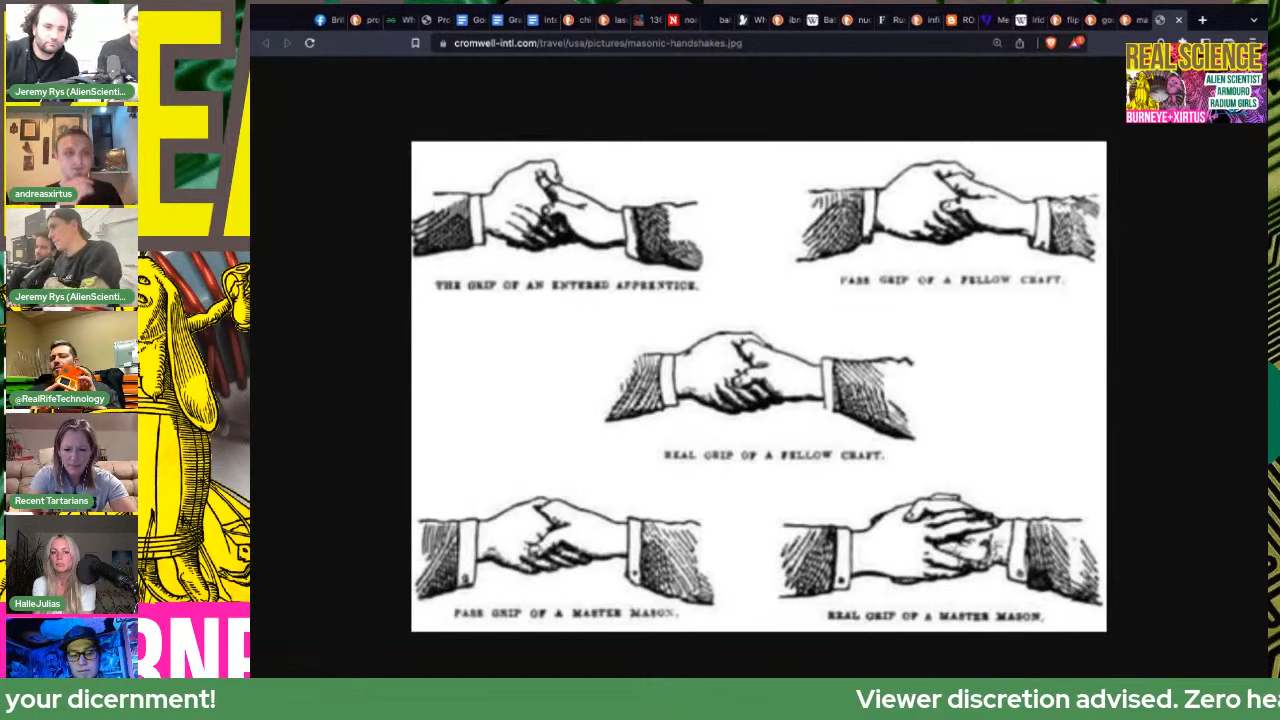 Jeremy Rys (AlienScienti...
andreasxirtus
Jeremy Rys (AlienScienti...
@RealRifeTechnology
Recent Tartarians
HalleJulias
cromwell-intl.com/travel/usa/pictures/masonic-handshakes.jpg
REAL SCIENCE
ALIEN SCIENTIST
ARMOURO
RADIUM GIRLS
BURNEYE+XIRTUS
THE GRIP OF AN ENTERED APPRENTICE.
PASS GRIP OF A FELLOW CRAFT.
REAL GRIP OF A FELLOW CRAFT.
PASS GRIP OF A MASTER MASON.
REAL GRIP OF A MASTER MASON.
your dicernment!
Viewer discretion advised. Zero hea